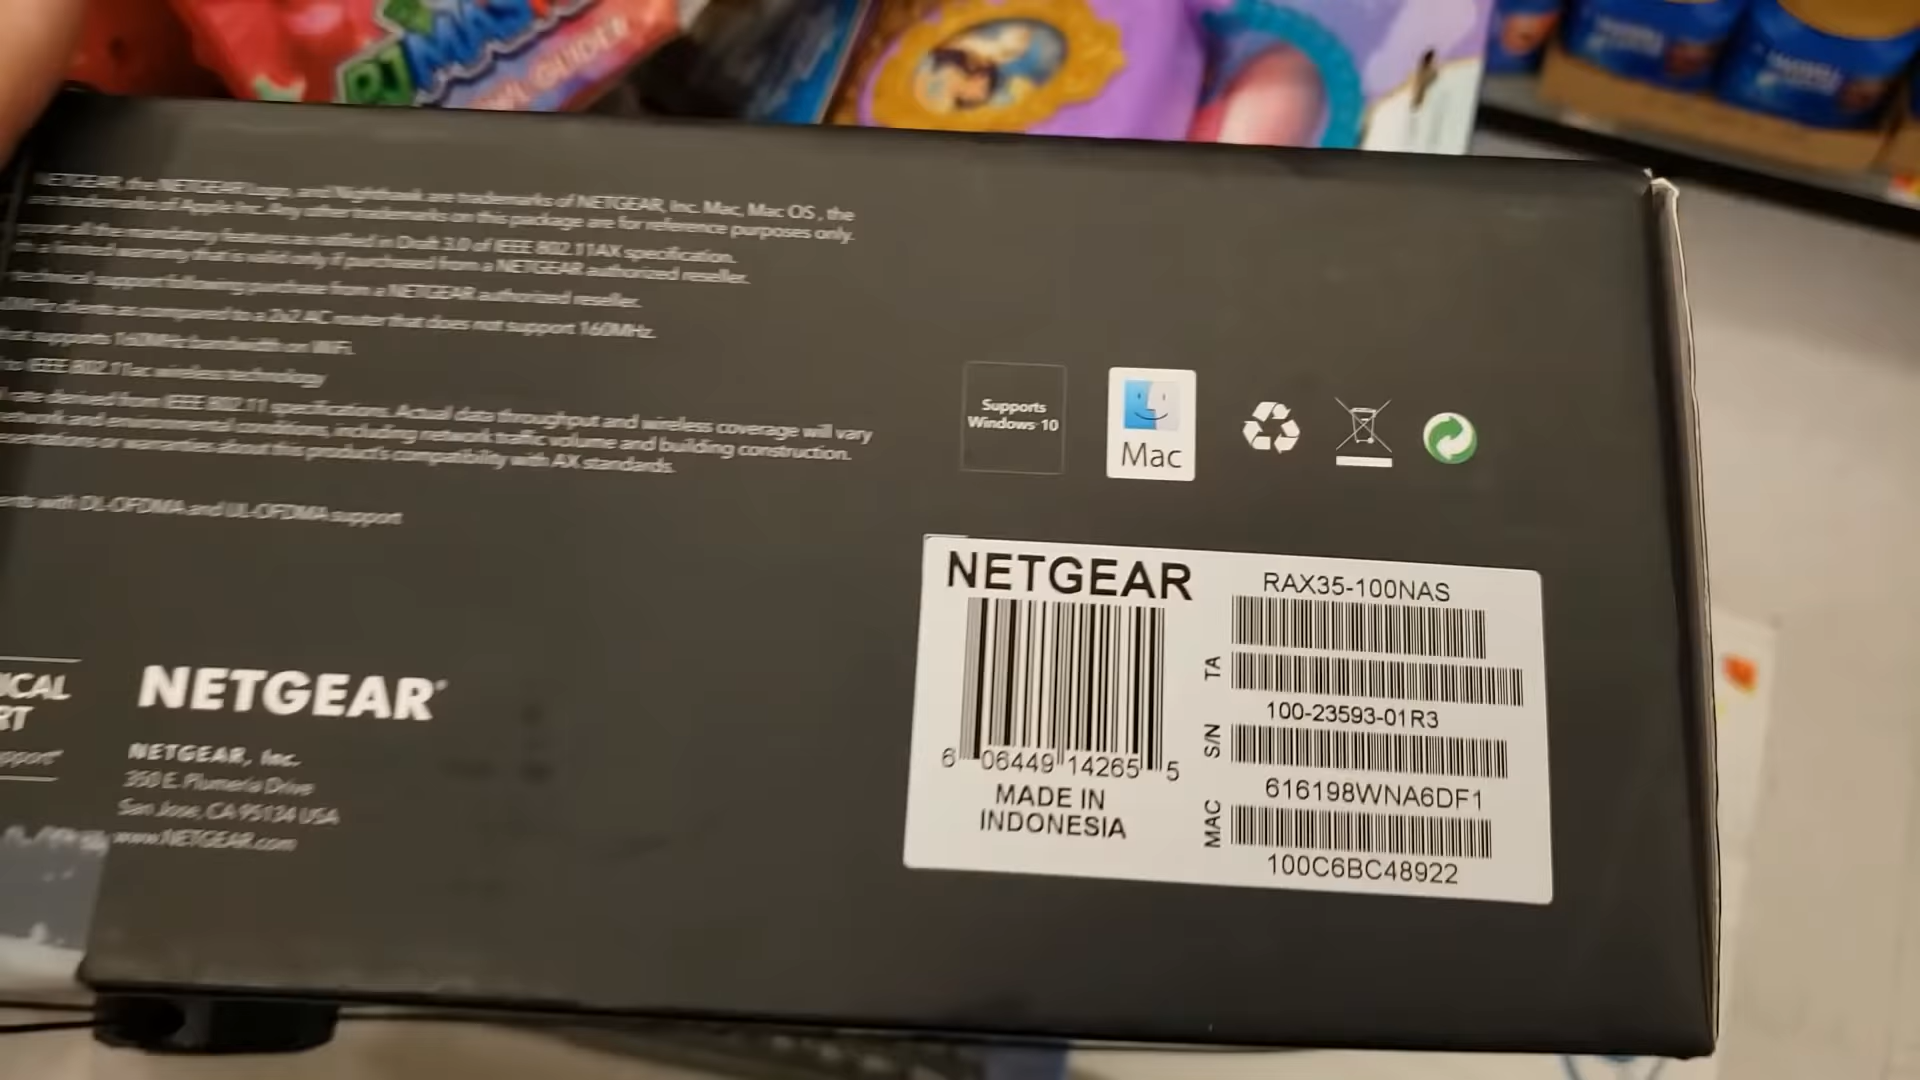 PJ MAS
GLIDER
NETGEAR, the NETGEAR Logo, and Nighthawk are trademarks of NETGEAR, Inc. Mac, Mac OS , the
are trademarks of Apple Inc. Any other trademarks on this package are for reference purposes only.
all the mandatory features as ratified in Draft 3.0 of IEEE 802.11AX specification.
a limited warranty that is valid only if purchased from a NETGEAR authorized reseller.
technical support following purchase from a NETGEAR authorized reseller.
clients as compared to a 2x2 AC router that does not support 160MHz.
that supports 160MHz bandwidth on WiFi.
to IEEE 802.11ac wireless technology
rate derived from IEEE 802.11 specifications. Actual data throughput and wireless coverage will vary
network and environmental conditions, including network traffic volume and building construction.
or warranties about this product's compatibility with AX standards.
with DL-OFDMA and UL-OFDMA support
Supports
Windows 10
Mac
NETGEAR
RAX35-100NAS
TA
100-23593-01R3
S/N
616198WNA6DF1
MAC
100C6BC48922
6 06449 14265 5
MADE IN
INDONESIA
ICAL
RT
NETGEAR
NETGEAR, Inc.
350 E. Plumeria Drive
San Jose, CA 95134 USA
www.NETGEAR.com